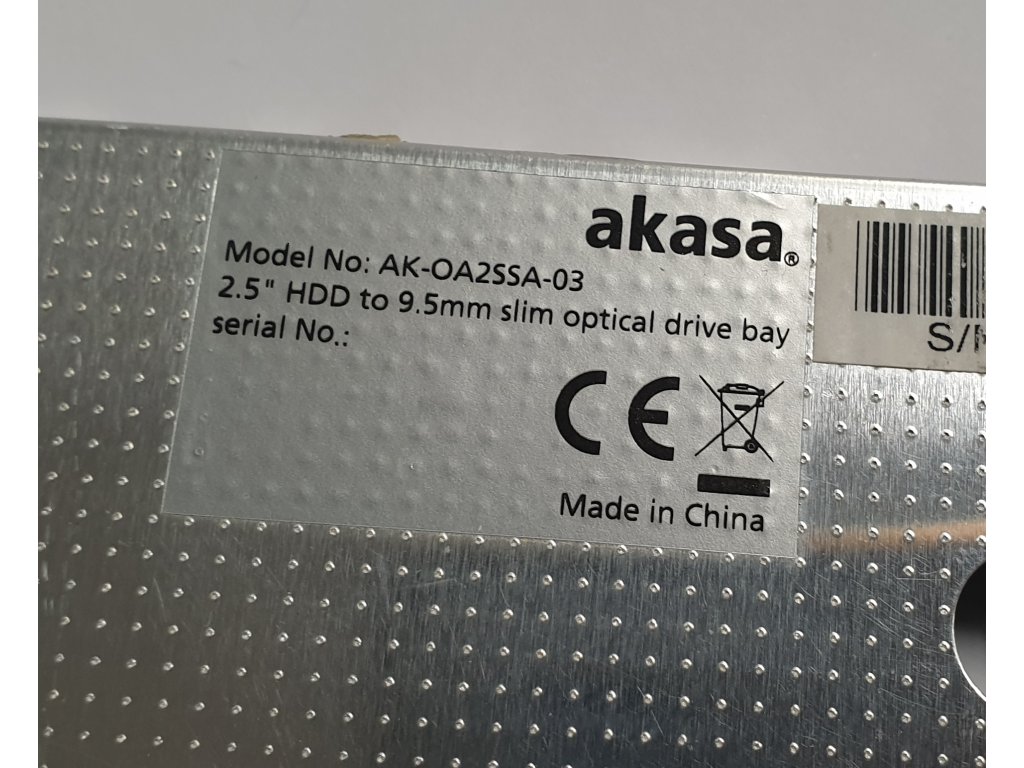 akasa®
Model No: AK-OA2SSA-03
2.5" HDD to 9.5mm slim optical drive bay
serial No.:
CE
Made in China
S/